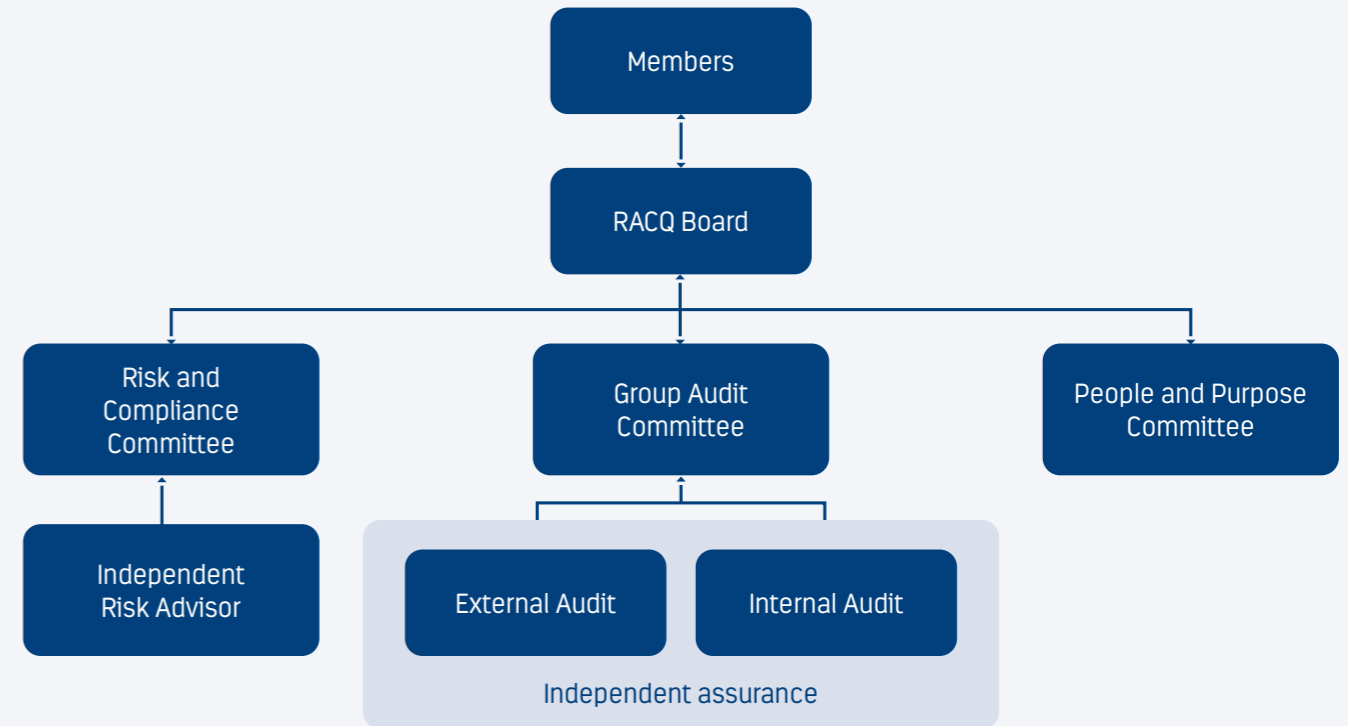 Members
RACQ Board
Risk and
Compliance
Committee
Group Audit
Committee
People and Purpose
Committee
Independent
Risk Advisor
External Audit
Internal Audit
Independent assurance